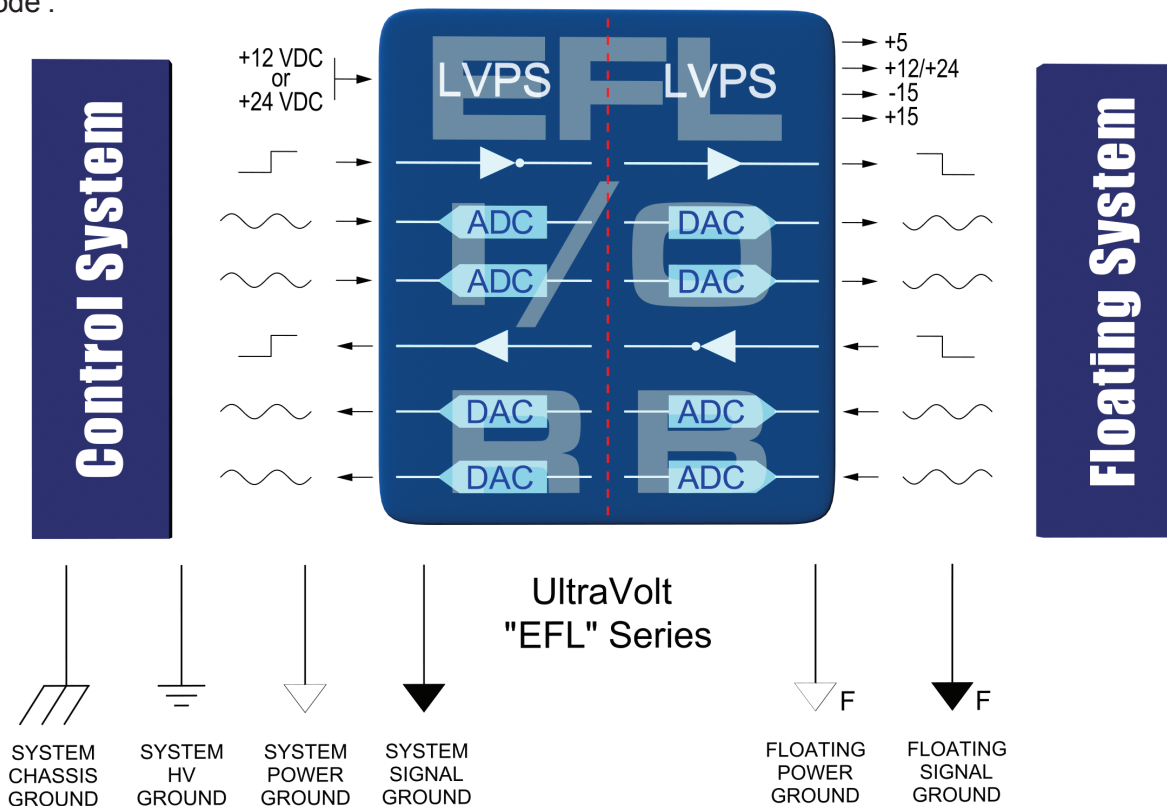 ode :
+12 VDC
or
+24 VDC
EFL
LVPS LVPS
+5
+12/+24
-15
+15
Control System
Floating System
I/O
ADC DAC
ADC DAC
RB
DAC ADC
DAC ADC
UltraVolt
"EFL" Series
F
F
SYSTEM
CHASSIS
GROUND
SYSTEM
HV
GROUND
SYSTEM
POWER
GROUND
SYSTEM
SIGNAL
GROUND
FLOATING
POWER
GROUND
FLOATING
SIGNAL
GROUND